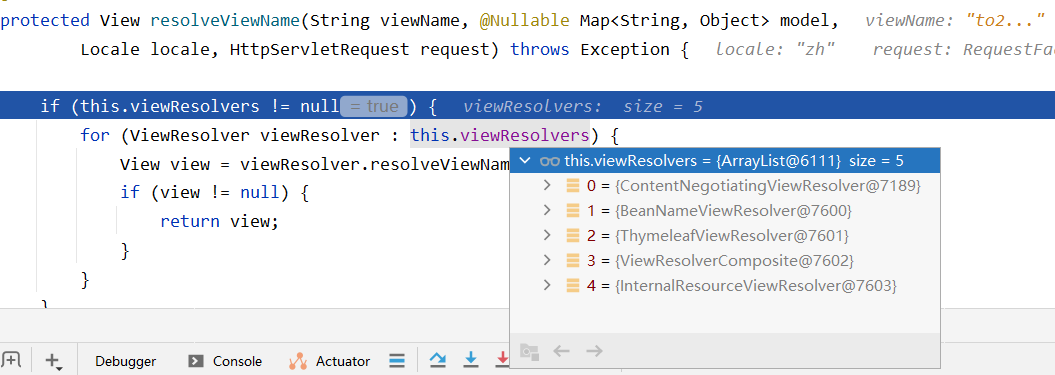 protected View resolveViewName(String viewName, @Nullable Map<String, Object> model,   viewName: "to2..."
Locale locale, HttpServletRequest request) throws Exception {   locale: "zh"    request: RequestFac
if (this.viewResolvers != null = true ) {   viewResolvers:  size = 5
for (ViewResolver viewResolver : this.viewResolvers) {
View view = viewResolver.resolveViewNam
if (view != null) {
return view;
}
}
this.viewResolvers = {ArrayList@6111}  size = 5
0 = {ContentNegotiatingViewResolver@7189}
1 = {BeanNameViewResolver@7600}
2 = {ThymeleafViewResolver@7601}
3 = {ViewResolverComposite@7602}
4 = {InternalResourceViewResolver@7603}
Debugger   Console   Actuator